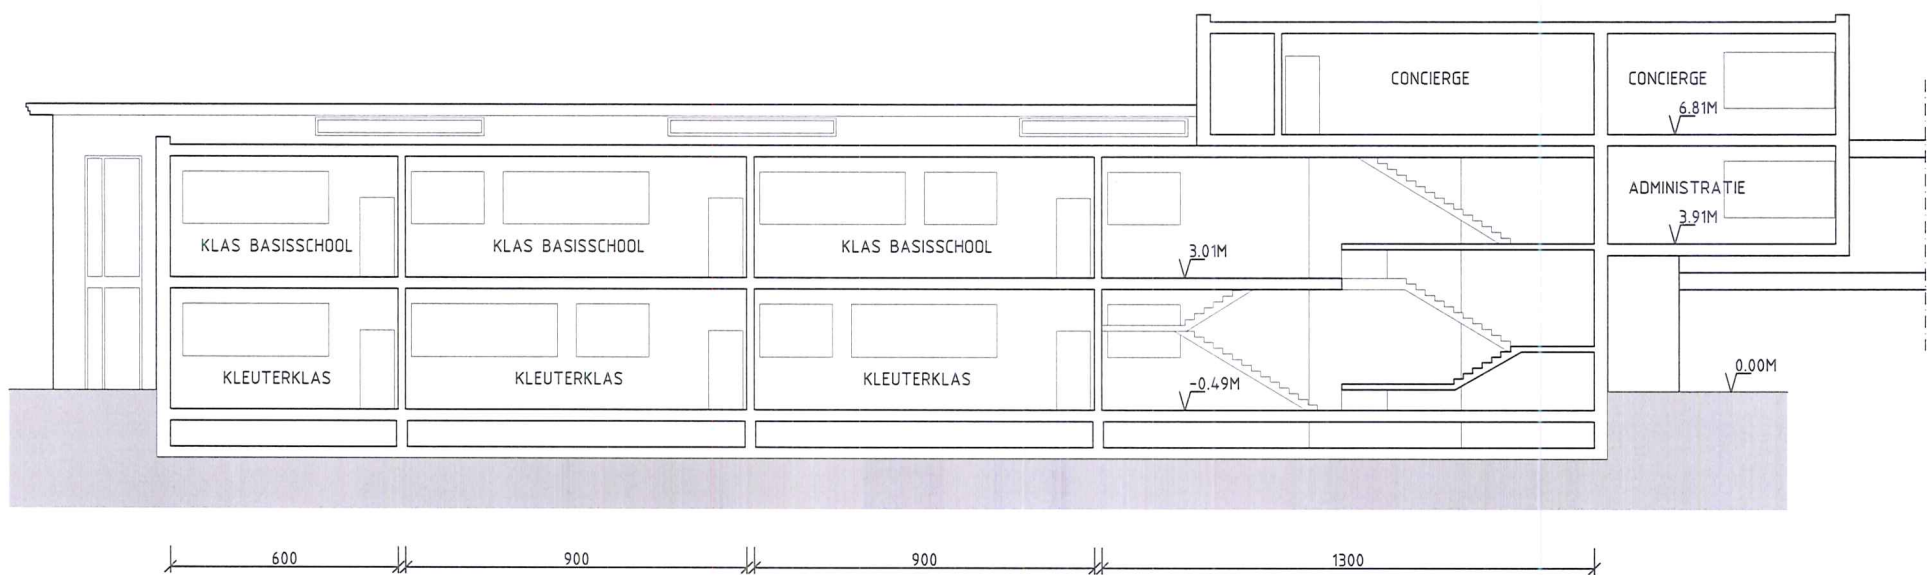 CONCIERGE
CONCIERGE
6.81M
ADMINISTRATIE
3.91M
KLAS BASISSCHOOL
KLAS BASISSCHOOL
KLAS BASISSCHOOL
3.01M
KLEUTERKLAS
KLEUTERKLAS
KLEUTERKLAS
-0.49M
0.00M
600
900
900
1300